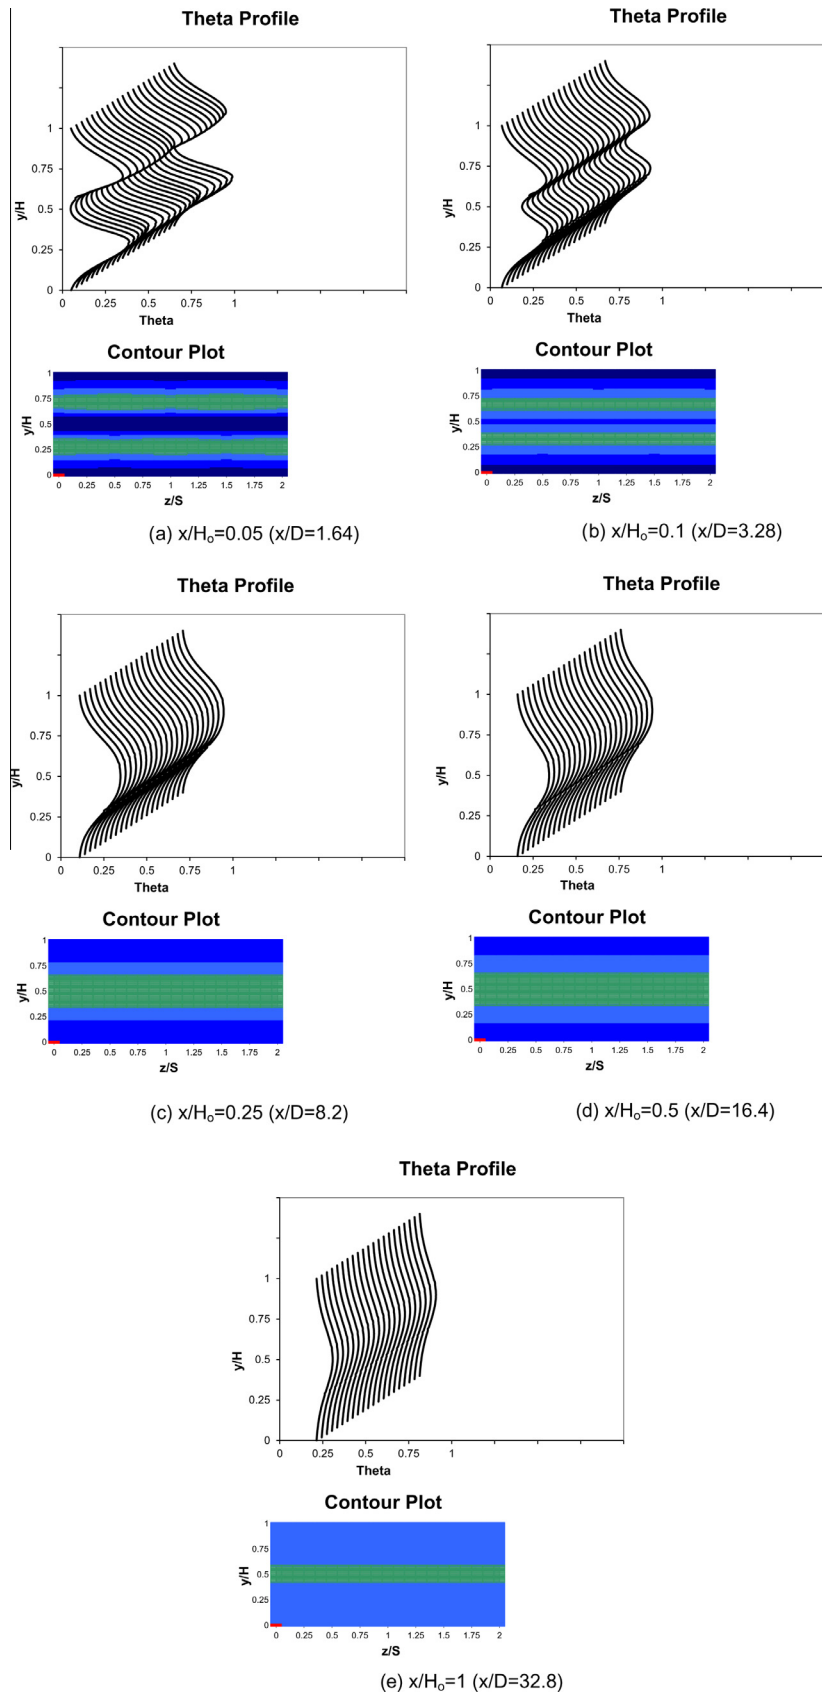 Theta Profile
1
0.75
0.5
0.25
0
y/H
0 0.25 0.5 0.75 1
Theta
Contour Plot
1
0.75
0.5
0.25
0
y/H
0 0.25 0.5 0.75 1 1.25 1.5 1.75 2
z/S
(a) x/Hₒ=0.05 (x/D=1.64)
Theta Profile
1
0.75
0.5
0.25
0
y/H
0 0.25 0.5 0.75 1
Theta
Contour Plot
1
0.75
0.5
0.25
0
y/H
0 0.25 0.5 0.75 1 1.25 1.5 1.75 2
z/S
(b) x/Hₒ=0.1 (x/D=3.28)
Theta Profile
1
0.75
0.5
0.25
0
y/H
0 0.25 0.5 0.75 1
Theta
Contour Plot
1
0.75
0.5
0.25
0
y/H
0 0.25 0.5 0.75 1 1.25 1.5 1.75 2
z/S
(c) x/Hₒ=0.25 (x/D=8.2)
Theta Profile
1
0.75
0.5
0.25
0
y/H
0 0.25 0.5 0.75 1
Theta
Contour Plot
1
0.75
0.5
0.25
0
y/H
0 0.25 0.5 0.75 1 1.25 1.5 1.75 2
z/S
(d) x/Hₒ=0.5 (x/D=16.4)
Theta Profile
1
0.75
0.5
0.25
0
y/H
0 0.25 0.5 0.75 1
Theta
Contour Plot
1
0.75
0.5
0.25
0
y/H
0 0.25 0.5 0.75 1 1.25 1.5 1.75 2
z/S
(e) x/Hₒ=1 (x/D=32.8)